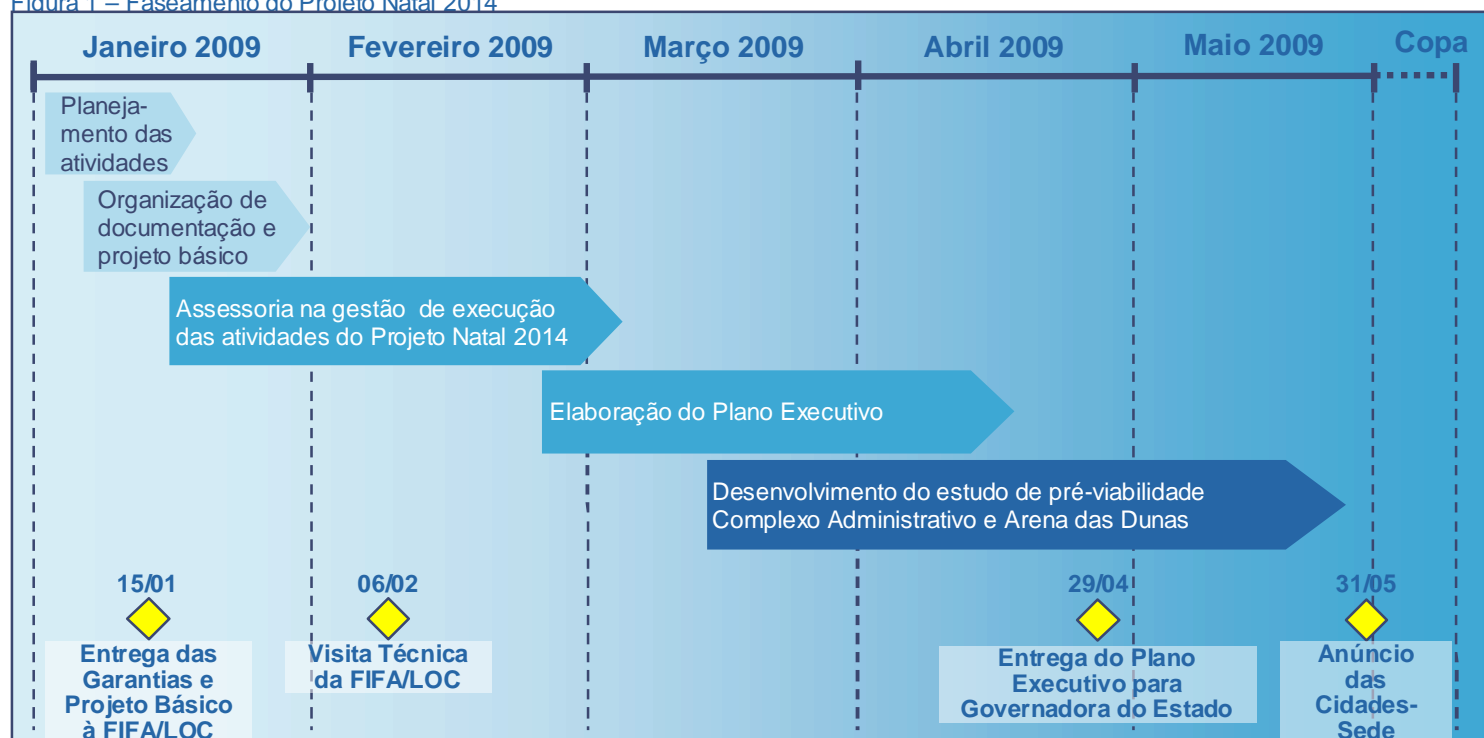 Figura 1 – Faseamento do Projeto Natal 2014
Janeiro 2009
Fevereiro 2009
Março 2009
Abril 2009
Maio 2009
Copa
Planeja-
mento das
atividades
Organização de
documentação e
projeto básico
Assessoria na gestão de execução
das atividades do Projeto Natal 2014
Elaboração do Plano Executivo
Desenvolvimento do estudo de pré-viabilidade
Complexo Administrativo e Arena das Dunas
15/01
Entrega das
Garantias e
Projeto Básico
à FIFA/LOC
06/02
Visita Técnica
da FIFA/LOC
29/04
Entrega do Plano
Executivo para
Governadora do Estado
31/05
Anúncio
das
Cidades-
Sede